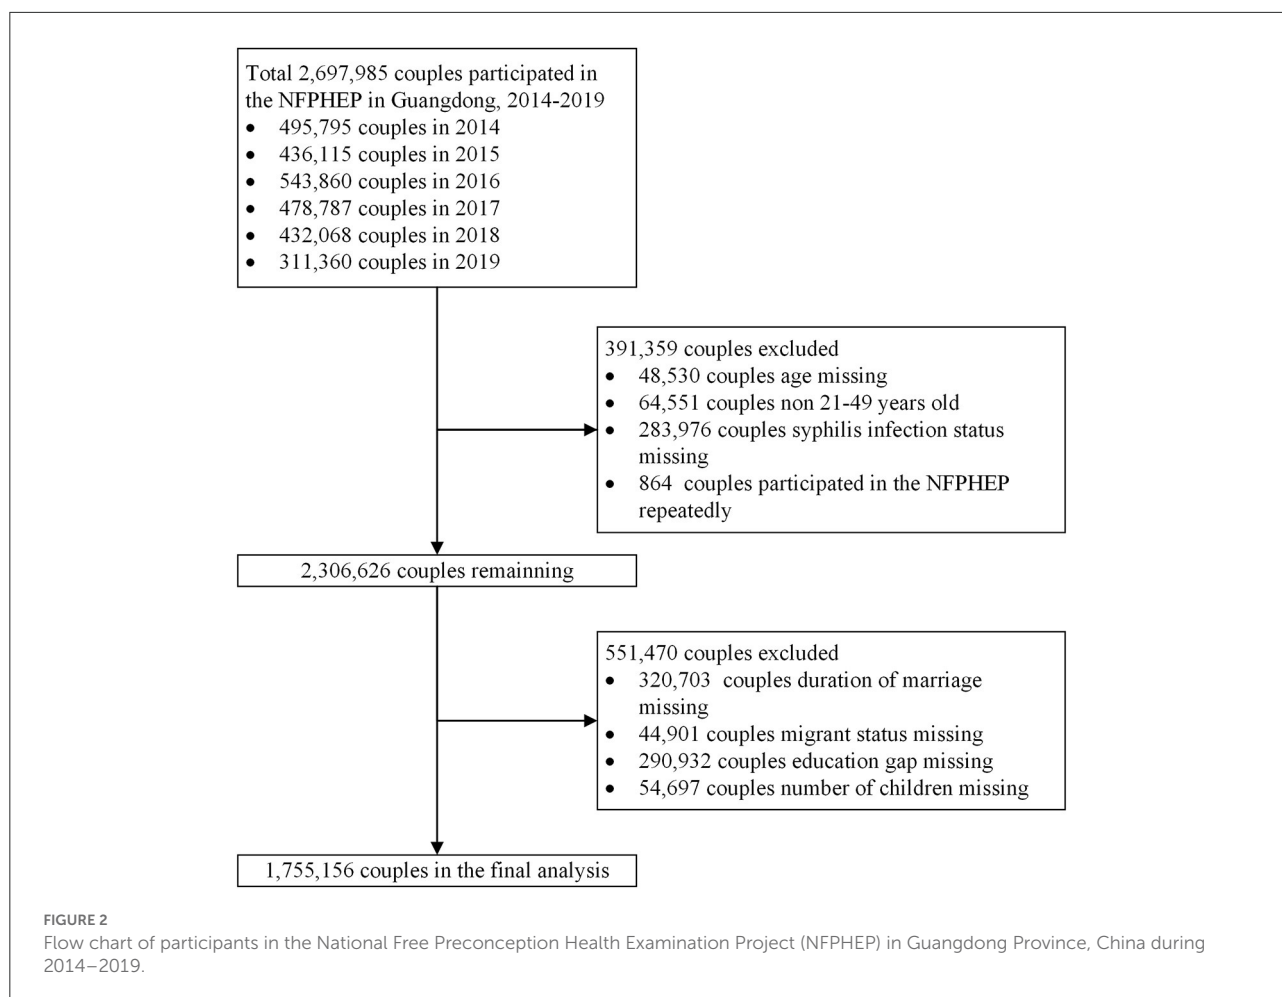 Total 2,697,985 couples participated in
the NFPHEP in Guangdong, 2014-2019
• 495,795 couples in 2014
• 436,115 couples in 2015
• 543,860 couples in 2016
• 478,787 couples in 2017
• 432,068 couples in 2018
• 311,360 couples in 2019
391,359 couples excluded
• 48,530 couples age missing
• 64,551 couples non 21-49 years old
• 283,976 couples syphilis infection status
missing
• 864 couples participated in the NFPHEP
repeatedly
2,306,626 couples remainning
551,470 couples excluded
• 320,703 couples duration of marriage
missing
• 44,901 couples migrant status missing
• 290,932 couples education gap missing
• 54,697 couples number of children missing
1,755,156 couples in the final analysis
FIGURE 2
Flow chart of participants in the National Free Preconception Health Examination Project (NFPHEP) in Guangdong Province, China during
2014–2019.